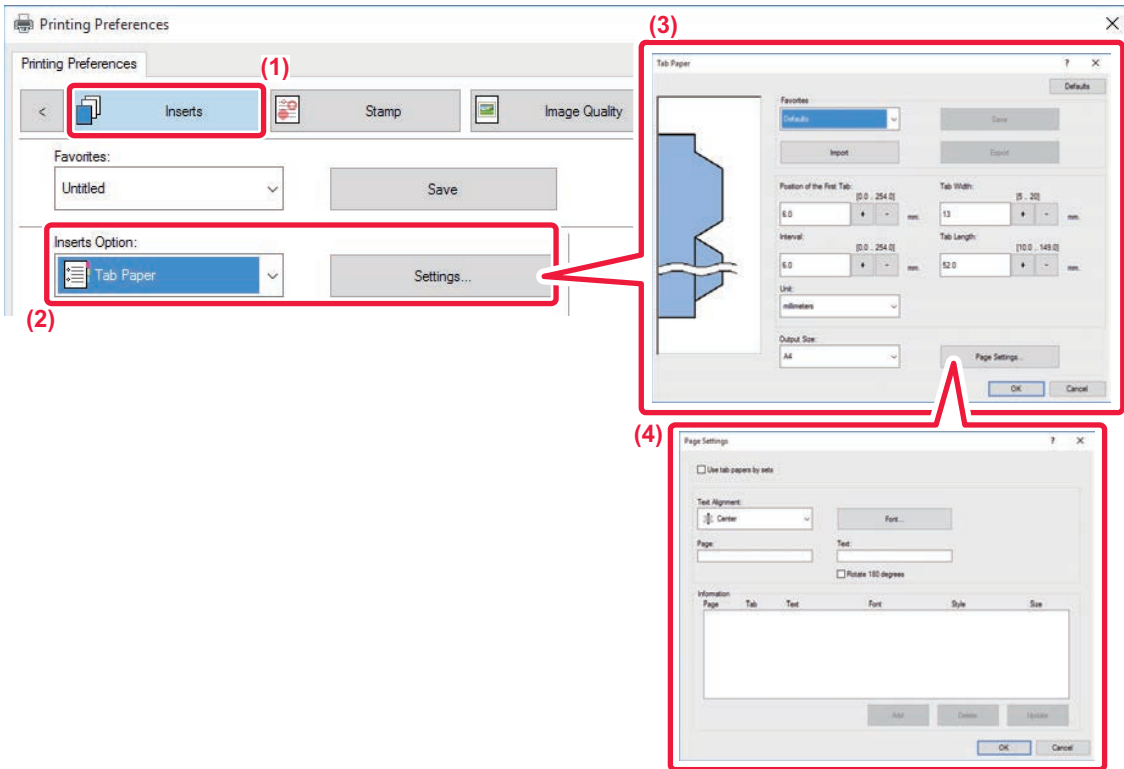 Printing Preferences
(3)
Printing Preferences
(1)
<
Inserts
Stamp
Image Quality
Favorites:
Untitled
Save
Inserts Option:
Tab Paper
Settings...
(2)
Tab Paper
?
Defaults
Favorites
Defaults
Save
Import
Export
Position of the First Tab:
[0.0 .. 254.0]
6.0
+ -
mm.
Tab Width:
[5 .. 20]
13
+ -
mm.
Interval:
[0.0 .. 254.0]
6.0
+ -
mm.
Tab Length:
[10.0 .. 149.0]
52.0
+ -
mm.
Unit:
millimeters
Output Size:
A4
Page Settings...
OK
Cancel
(4)
Page Settings
?
Use tab papers by sets
Text Alignment:
Center
Font...
Page:
Text:
Rotate 180 degrees
Information
Page Tab Text Font Style Size
Add
Delete
Update
OK
Cancel